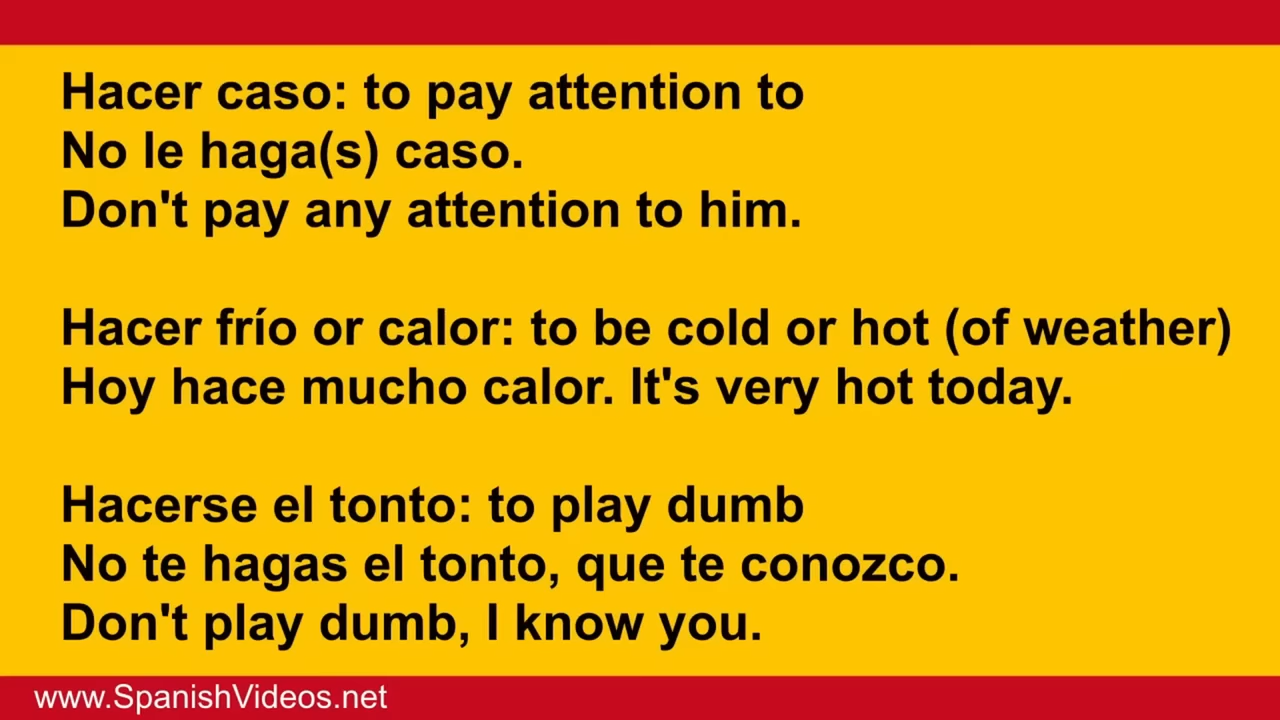 Hacer caso: to pay attention to
No le haga(s) caso.
Don't pay any attention to him.
Hacer frío or calor: to be cold or hot (of weather)
Hoy hace mucho calor. It's very hot today.
Hacerse el tonto: to play dumb
No te hagas el tonto, que te conozco.
Don't play dumb, I know you.
www.SpanishVideos.net